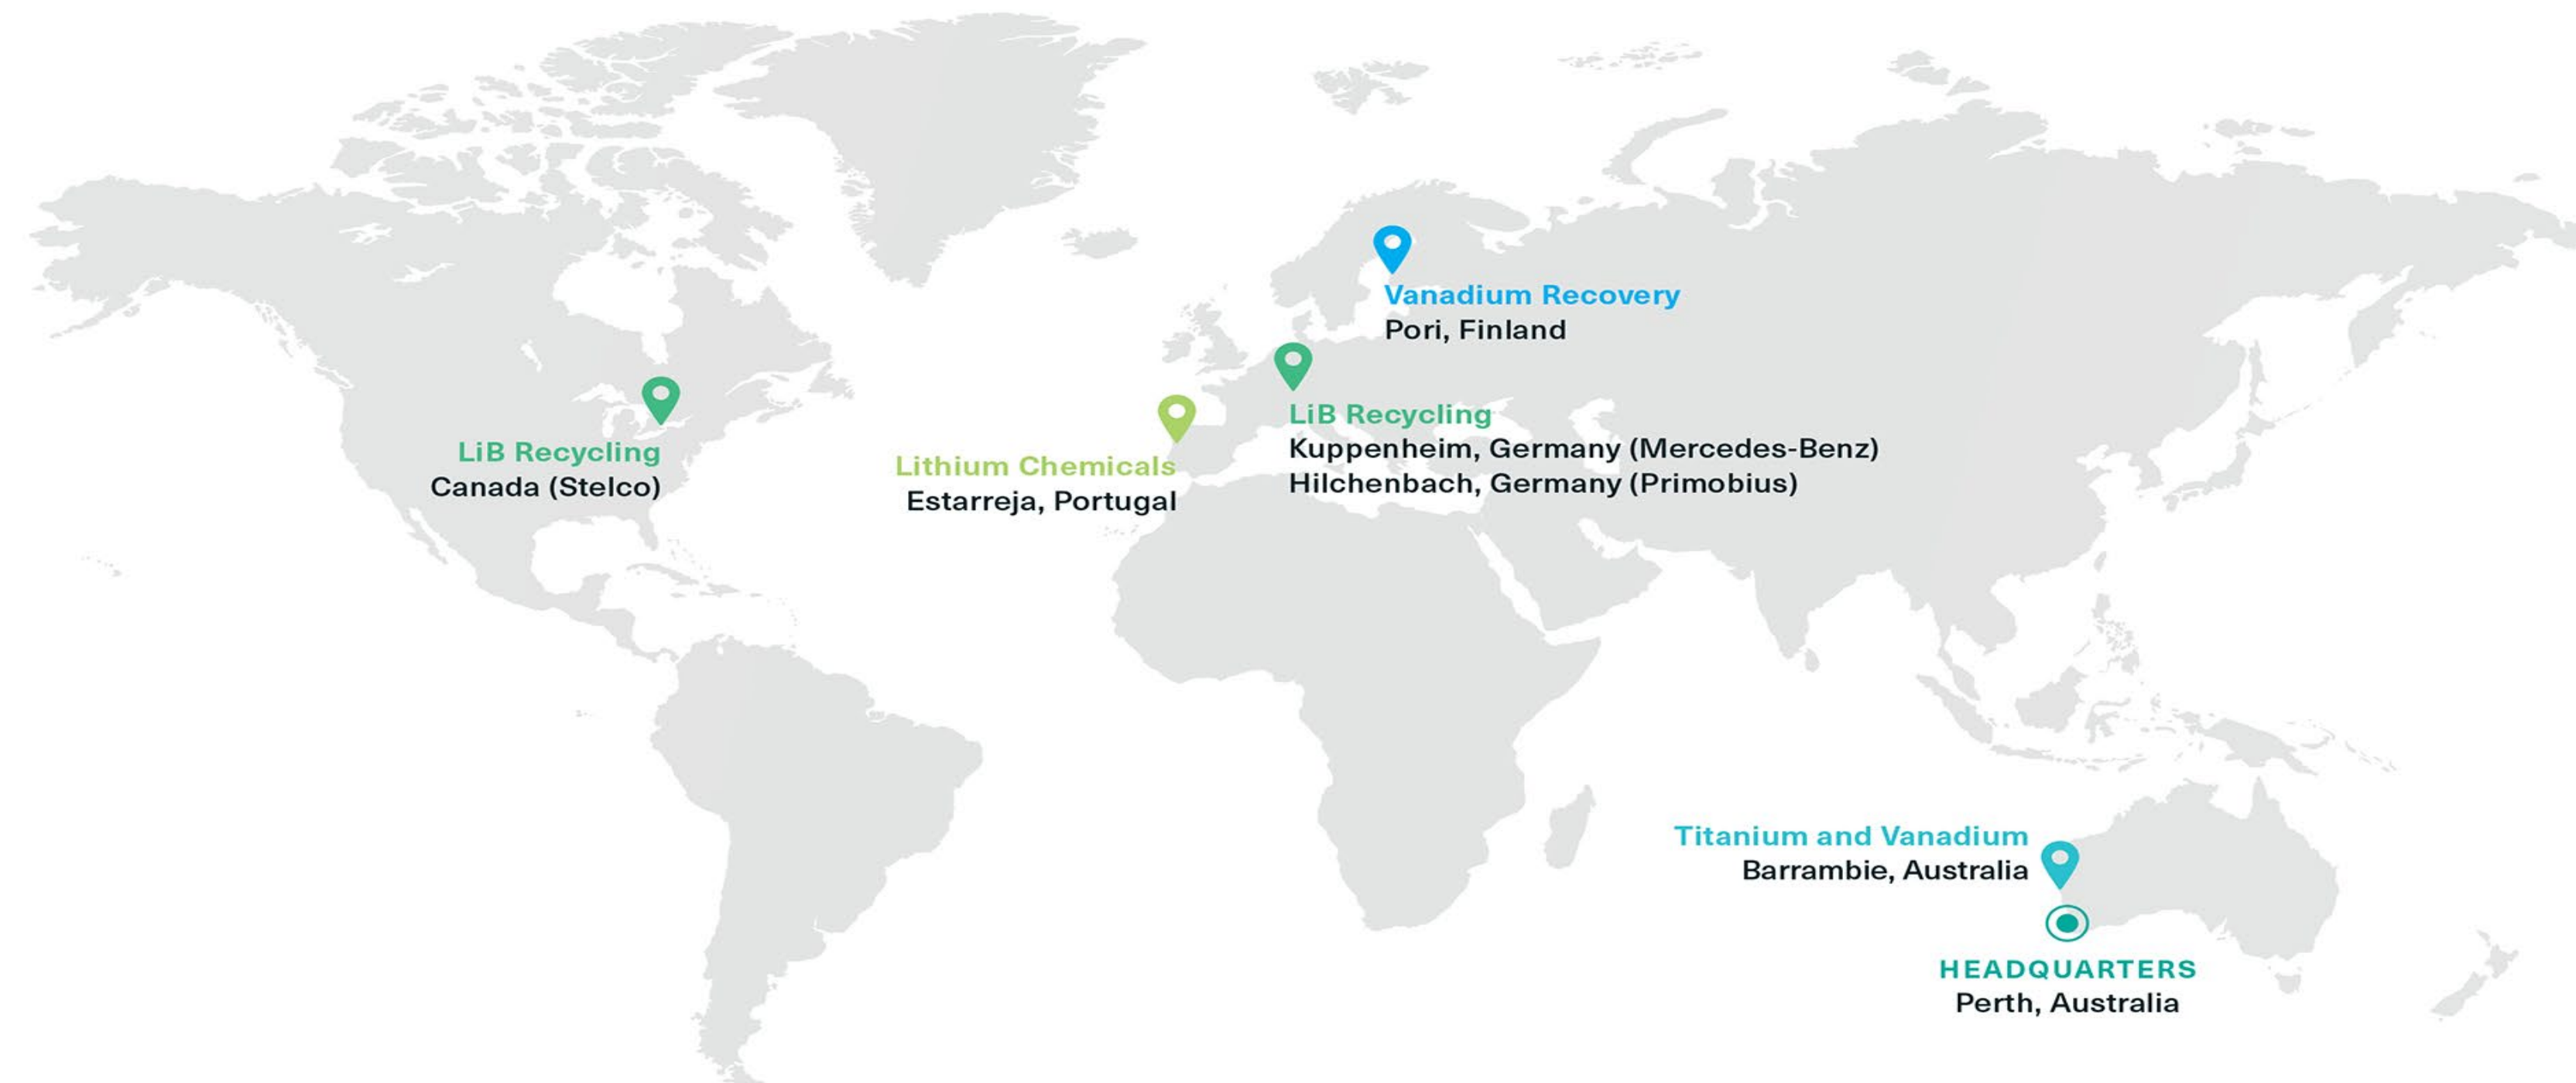 Vanadium Recovery
Pori, Finland
LiB Recycling
Kuppenheim, Germany (Mercedes-Benz)
Hilchenbach, Germany (Primobius)
LiB Recycling
Canada (Stelco)
Lithium Chemicals
Estarreja, Portugal
Titanium and Vanadium
Barrambie, Australia
HEADQUARTERS
Perth, Australia